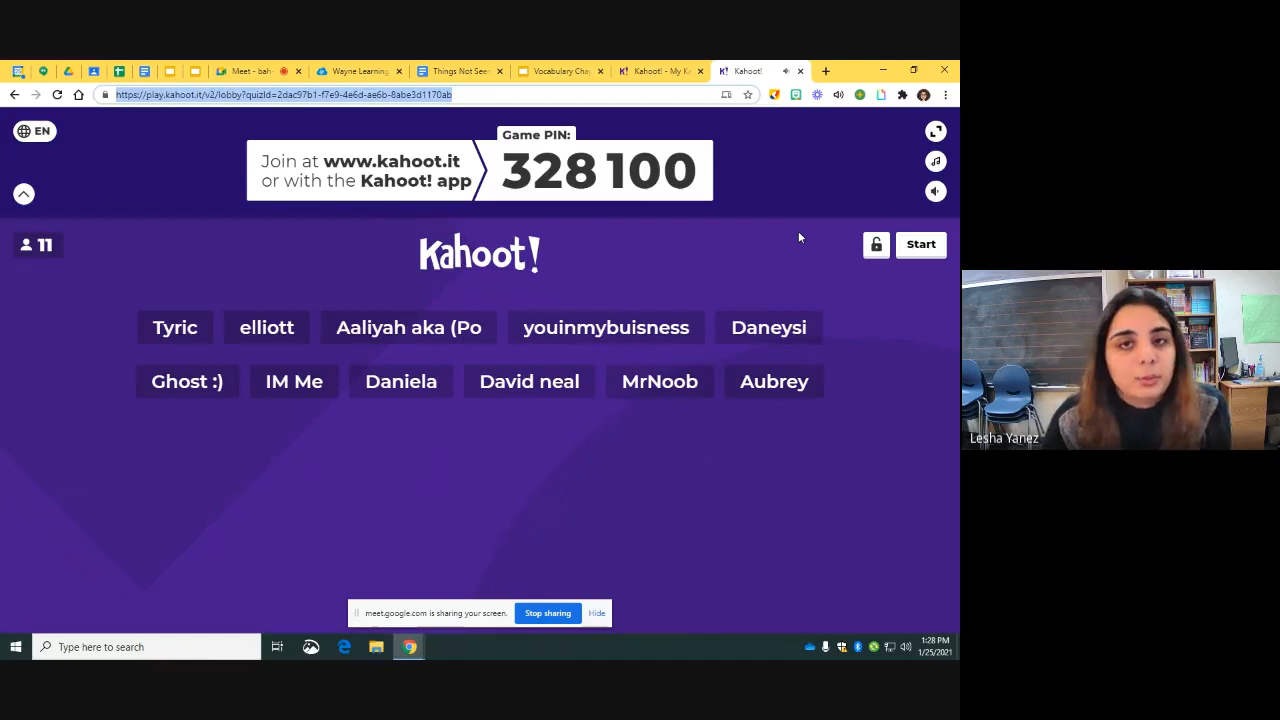 Meet - bah-
Wayne Learning
Things Not See
Vocabulary Cha
Kahoot! - My Ka
Kahoot!
https://play.kahoot.it/v2/lobby?quizId=2dac97b1-f7e9-4e6d-ae6b-8abe3d1170ab
EN
Game PIN:
Join at www.kahoot.it
or with the Kahoot! app
328 100
11
Kahoot!
Start
Tyric
elliott
Aaliyah aka (Po
youinmybuisness
Daneysi
Ghost :)
IM Me
Daniela
David neal
MrNoob
Aubrey
Lesha Yanez
meet.google.com is sharing your screen.
Stop sharing
Hide
Type here to search
1:28 PM
1/25/2021